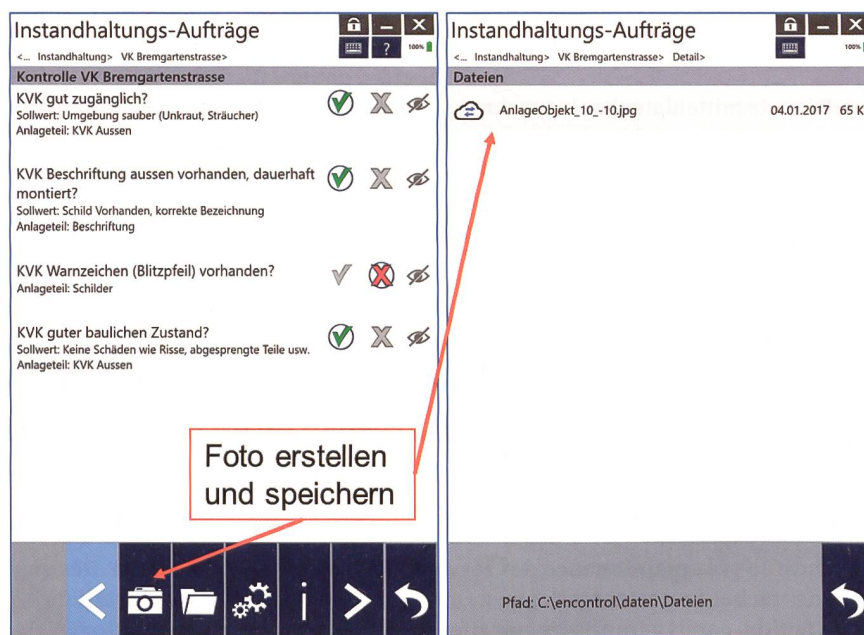 Instandhaltungs-Aufträge
<... Instandhaltung> VK Bremgartenstrasse>
? 100%
Kontrolle VK Bremgartenstrasse
KVK gut zugänglich?
Sollwert: Umgebung sauber (Unkraut, Sträucher)
Anlageteil: KVK Aussen
KVK Beschriftung aussen vorhanden, dauerhaft
montiert?
Sollwert: Schild Vorhanden, korrekte Bezeichnung
Anlageteil: Beschriftung
KVK Warnzeichen (Blitzpfeil) vorhanden?
Anlageteil: Schilder
KVK guter baulichen Zustand?
Sollwert: Keine Schäden wie Risse, abgesprengte Teile usw.
Anlageteil: KVK Aussen
Foto erstellen
und speichern
Instandhaltungs-Aufträge
<... Instandhaltung> VK Bremgartenstrasse> Detail>
100%
Dateien
AnlageObjekt_10_-10.jpg 04.01.2017 65 K
Pfad: C:\encontrol\daten\Dateien